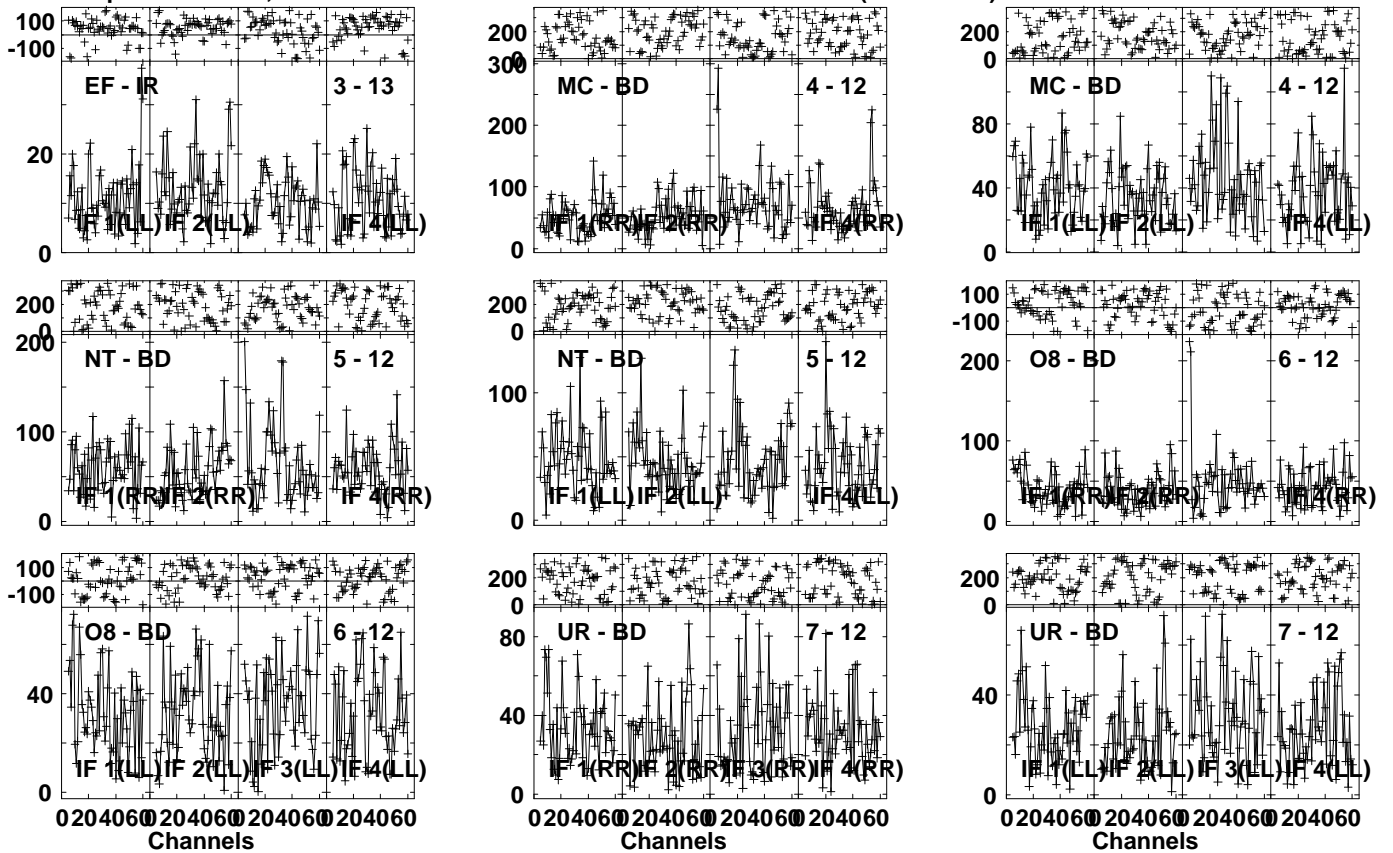 100
-100
EF - IR 3 - 13
20
0
IF 1(LL) IF 2(LL) IF 4(LL)
200
0
300
MC - BD 4 - 12
200
100
0
IF 1(RR) IF 2(RR) IF 4(RR)
200
0
MC - BD 4 - 12
80
40
0
IF 1(LL) IF 2(LL) IF 4(LL)
200
0
200
NT - BD 5 - 12
100
0
IF 1(RR) IF 2(RR) IF 4(RR)
200
0
NT - BD 5 - 12
100
0
IF 1(LL) IF 2(LL) IF 4(LL)
100
-100
O8 - BD 6 - 12
200
100
0
IF 1(RR) IF 2(RR) IF 4(RR)
100
-100
O8 - BD 6 - 12
40
0
IF 1(LL) IF 2(LL) IF 3(LL) IF 4(LL)
0 20 40 60 0 20 40 60 0 20 40 60 0 20 40 60
Channels
200
0
UR - BD 7 - 12
80
40
0
IF 1(RR) IF 2(RR) IF 3(RR) IF 4(RR)
0 20 40 60 0 20 40 60 0 20 40 60 0 20 40 60
Channels
200
0
UR - BD 7 - 12
40
0
IF 1(LL) IF 2(LL) IF 3(LL) IF 4(LL)
0 20 40 60 0 20 40 60 0 20 40 60 0 20 40 60
Channels